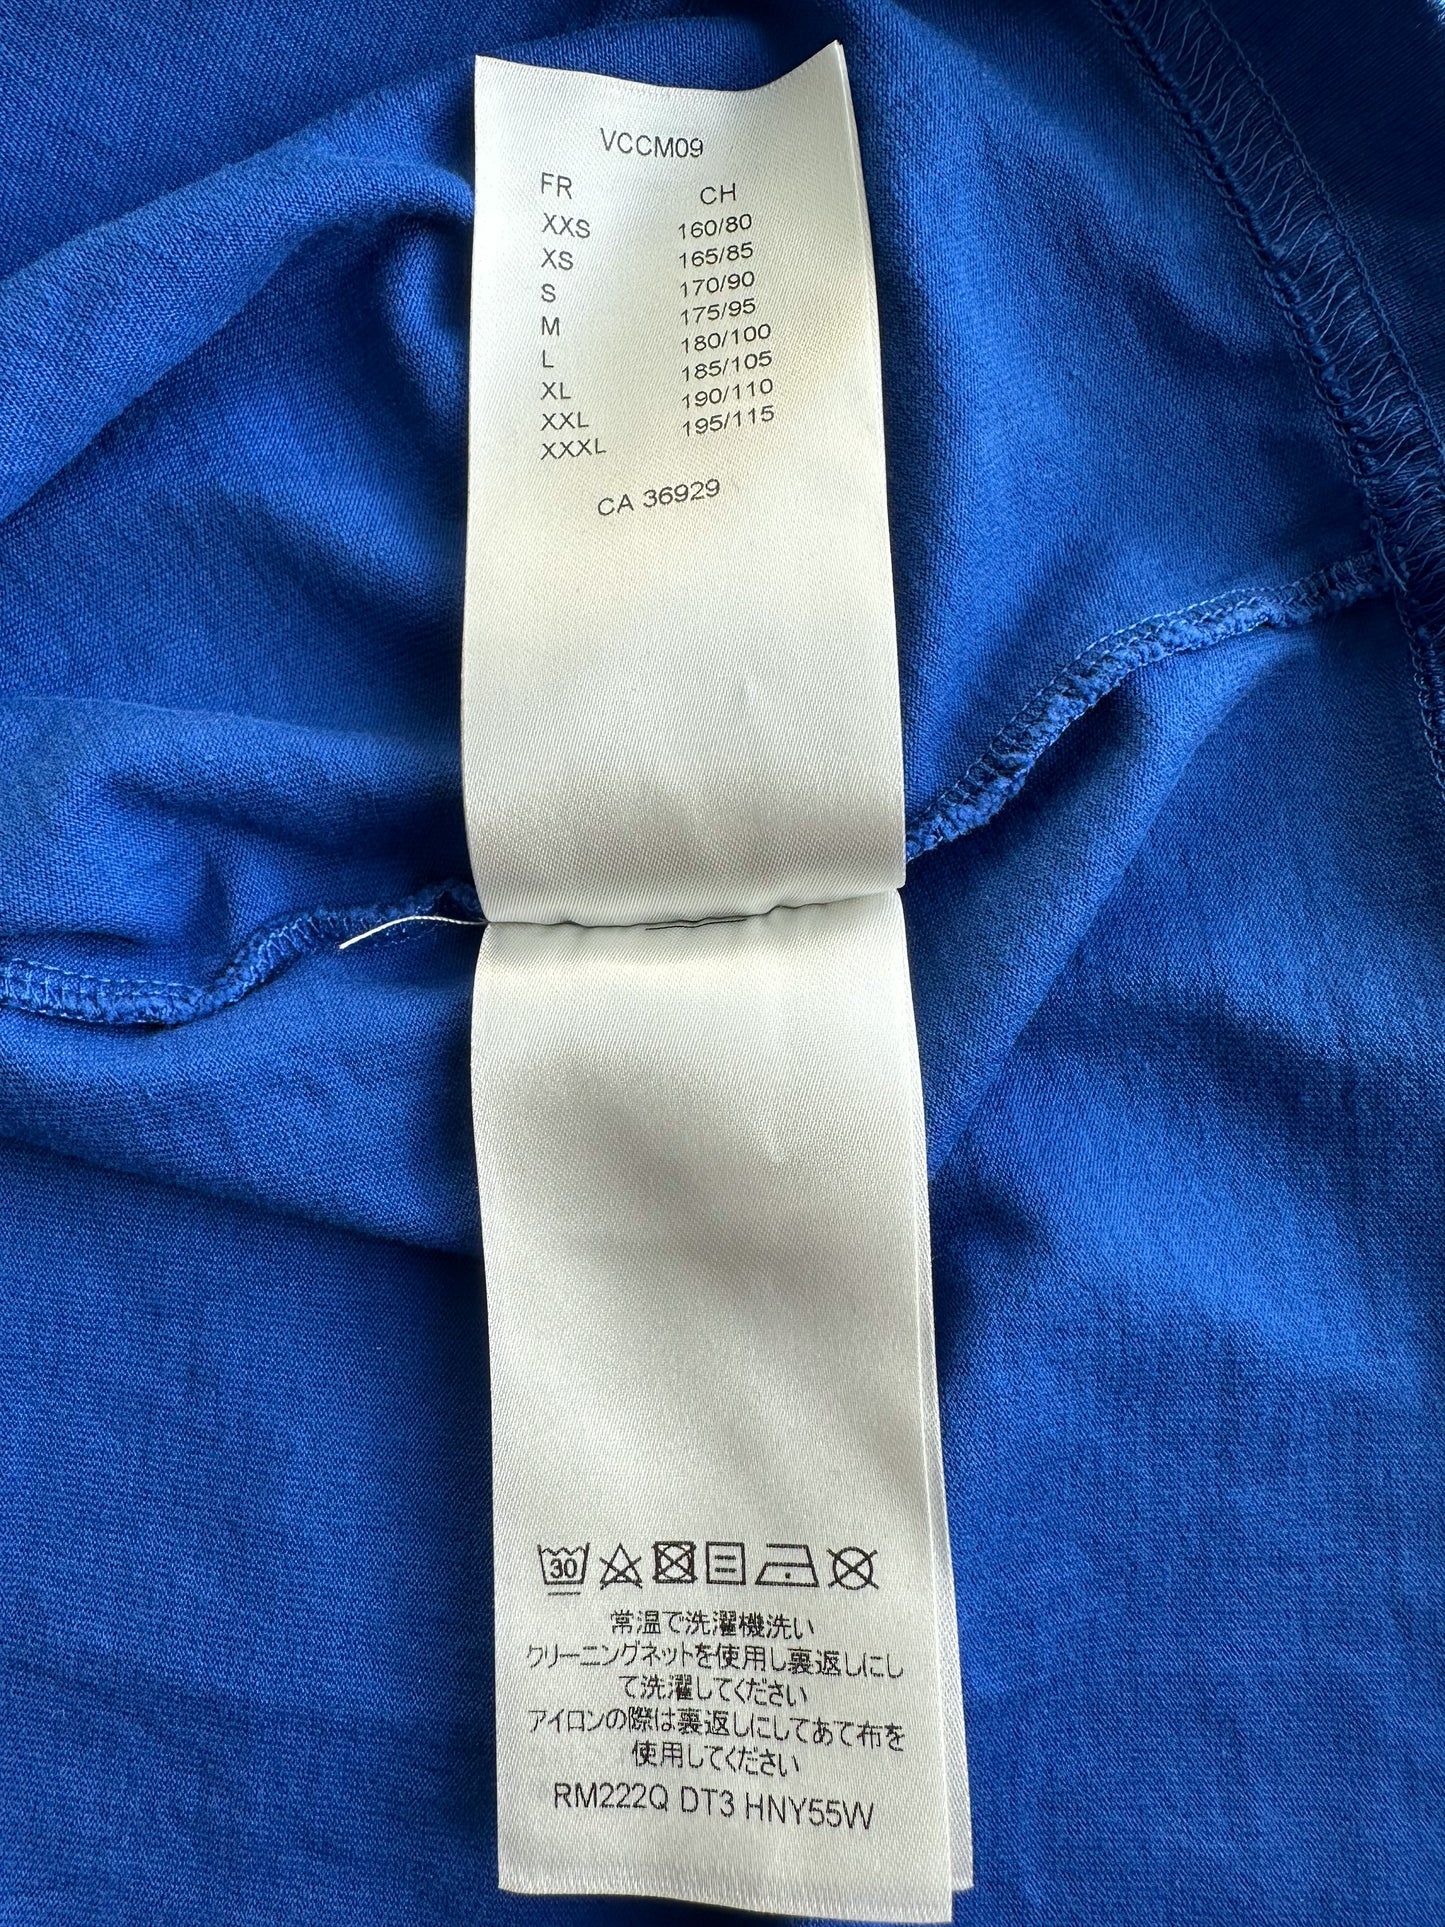 VCCM09
FR CH
XXS 160/80
XS 165/85
S 170/90
M 175/95
L 180/100
XL 185/105
XXL 190/110
XXXL 195/115
CA 36929
30
常温で洗濯機洗い
クリーニングネットを使用し裏返しにし
て洗濯してください
アイロンの際は裏返しにしてあて布を
使用してください
RM222Q DT3 HNY55W